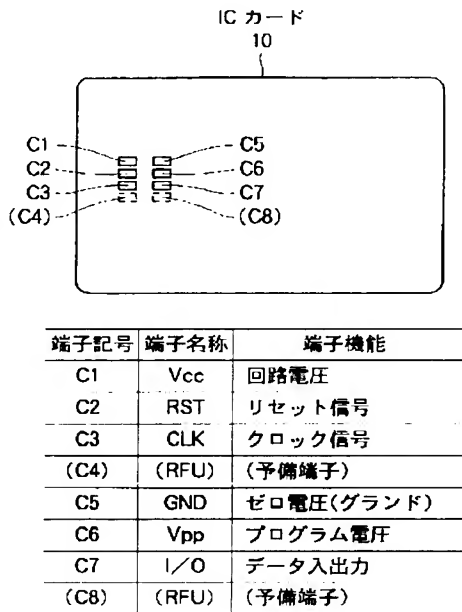 IC カード
10
C1 C5
C2 C6
C3 C7
(C4) (C8)
端子記号 端子名称 端子機能
C1 Vcc 回路電圧
C2 RST リセット信号
C3 CLK クロック信号
(C4) (RFU) (予備端子)
C5 GND ゼロ電圧(グランド)
C6 Vpp プログラム電圧
C7 I/O データ入出力
(C8) (RFU) (予備端子)